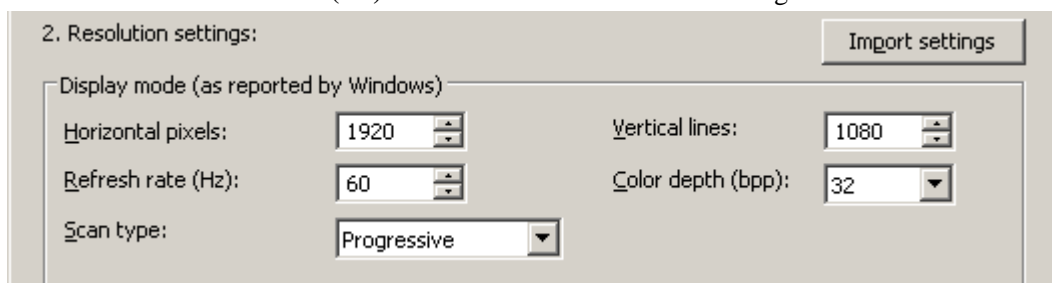 2. Resolution settings:
Import settings
Display mode (as reported by Windows)
Horizontal pixels: 1920 Vertical lines: 1080
Refresh rate (Hz): 60 Color depth (bpp): 32
Scan type: Progressive